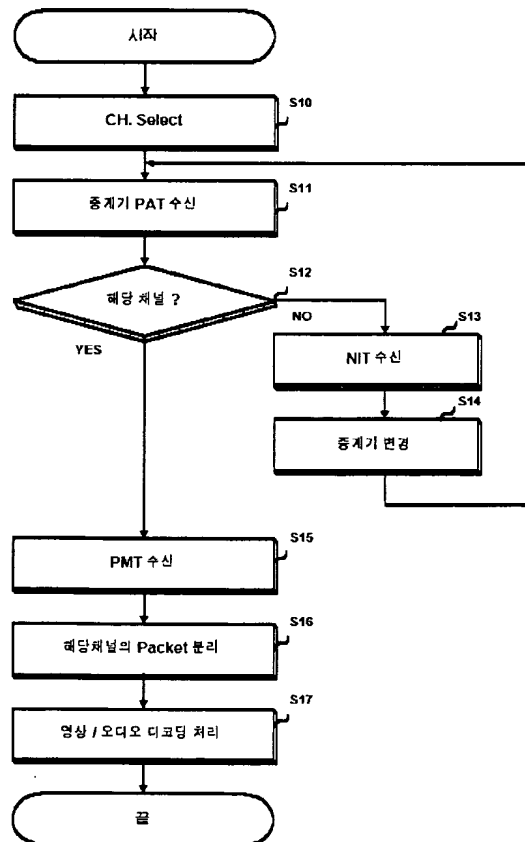 시작
S10
CH. Select
S11
중계기 PAT 수신
S12
해당 채널 ?
NO
YES
S13
NIT 수신
S14
중계기 변경
S15
PMT 수신
S16
해당채널의 Packet 분리
S17
영상 / 오디오 디코딩 처리
끝